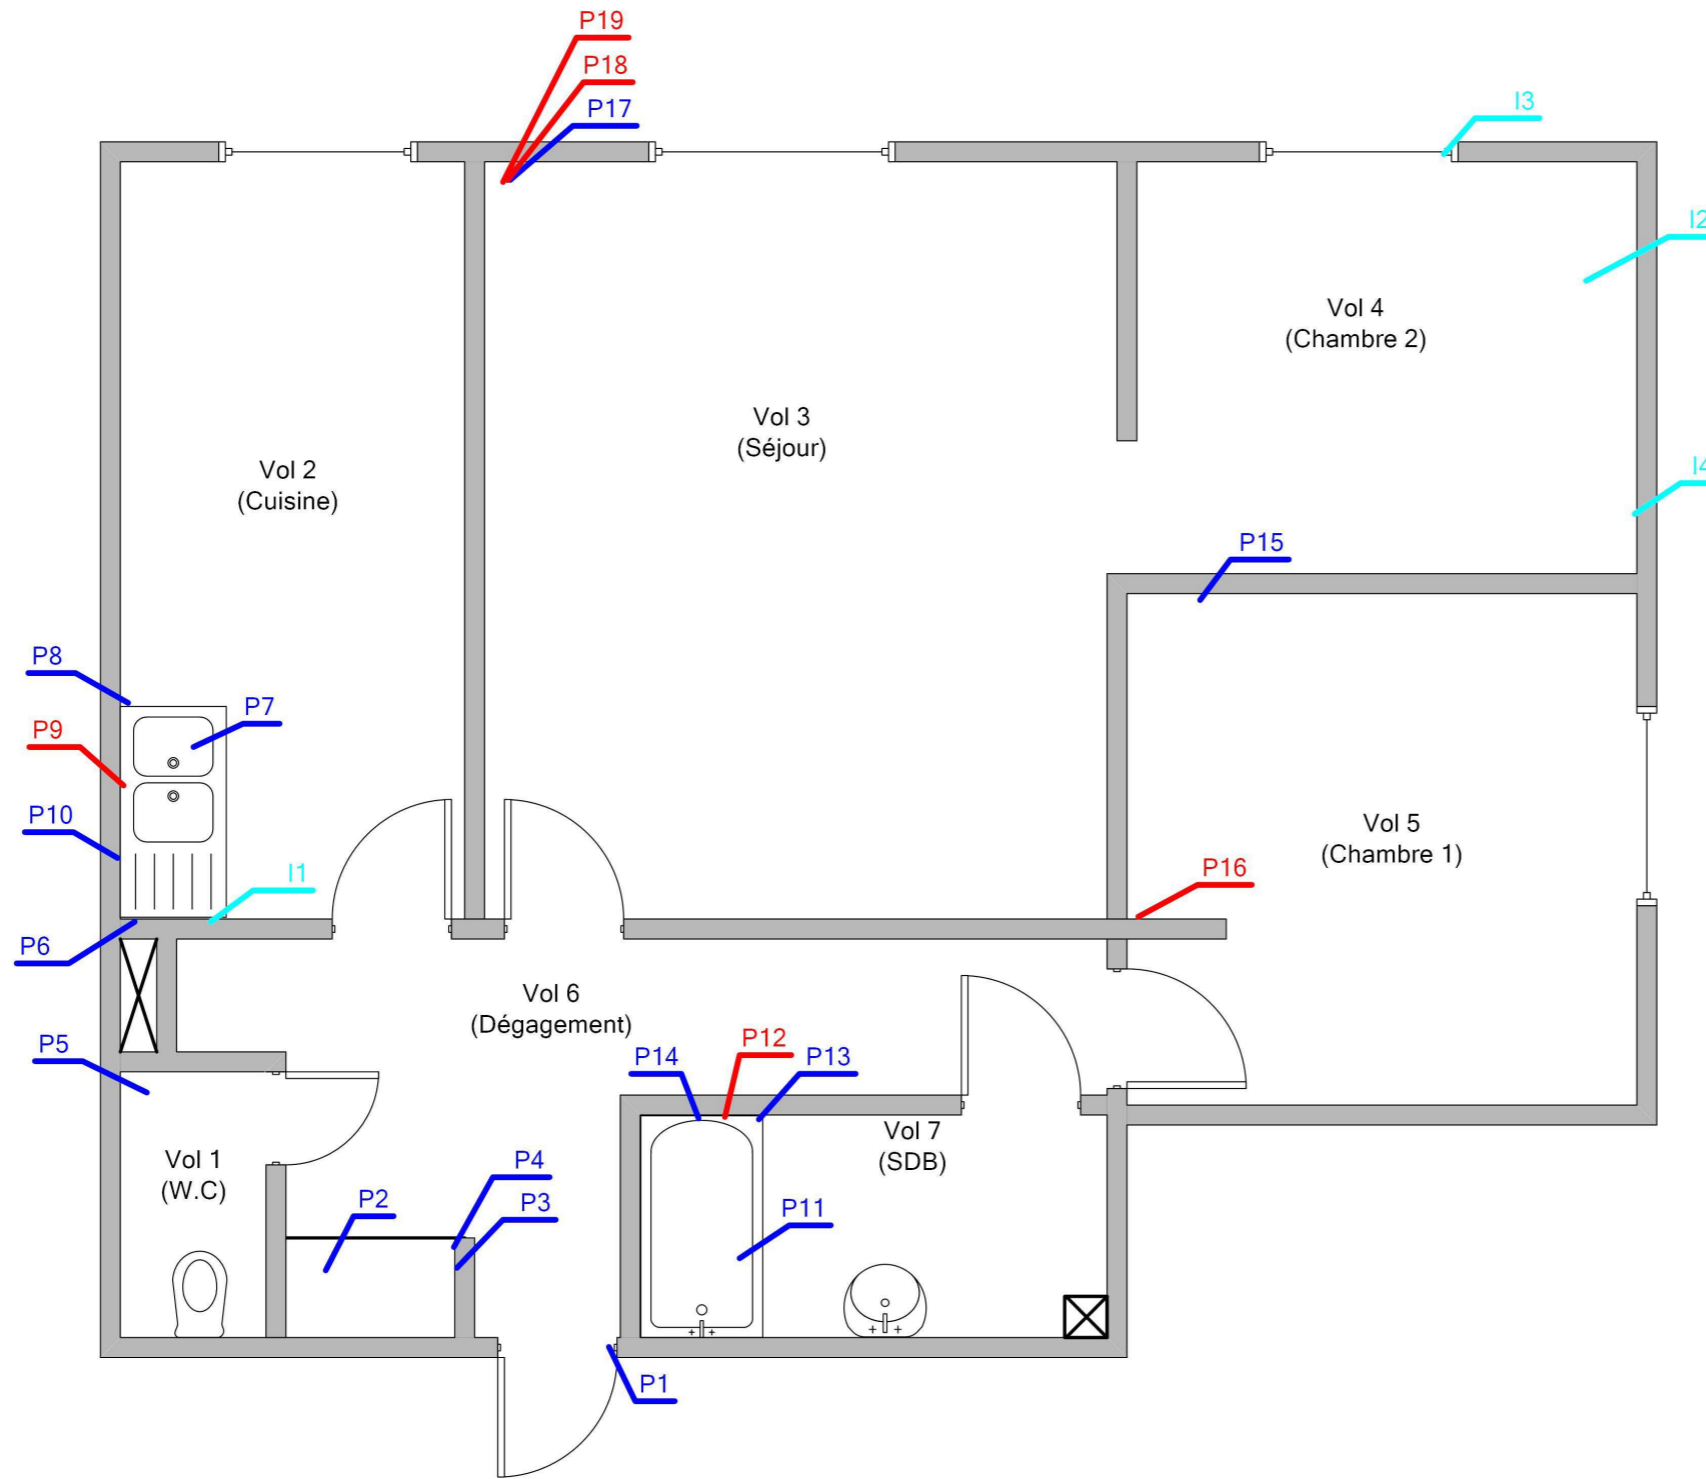 P19
P18
P17
I3
I2
Vol 4
(Chambre 2)
Vol 3
(Séjour)
Vol 2
(Cuisine)
I4
P15
P8
P7
P9
P10
Vol 5
(Chambre 1)
I1
P16
P6
Vol 6
(Dégagement)
P5
P14
P12
P13
Vol 7
(SDB)
Vol 1
(W.C)
P4
P2
P3
P11
P1